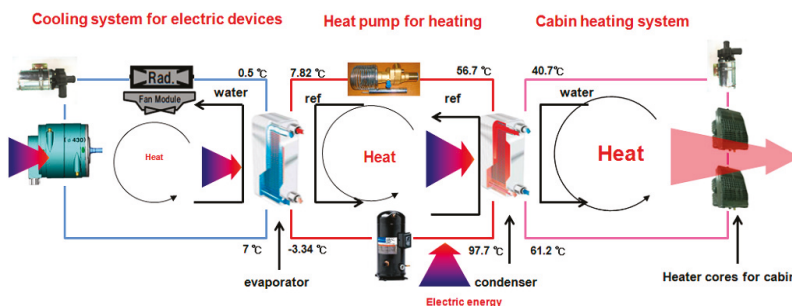 Cooling system for electric devices
Heat pump for heating
Cabin heating system
0.5 ℃
7.82 ℃
56.7 ℃
40.7℃
Rad.
Fan Module
water
ref
ref
water
(ø430)
Heat
Heat
Heat
7 ℃
-3.34 ℃
97.7 ℃
61.2 ℃
evaporator
condenser
Heater cores for cabin
Electric energy